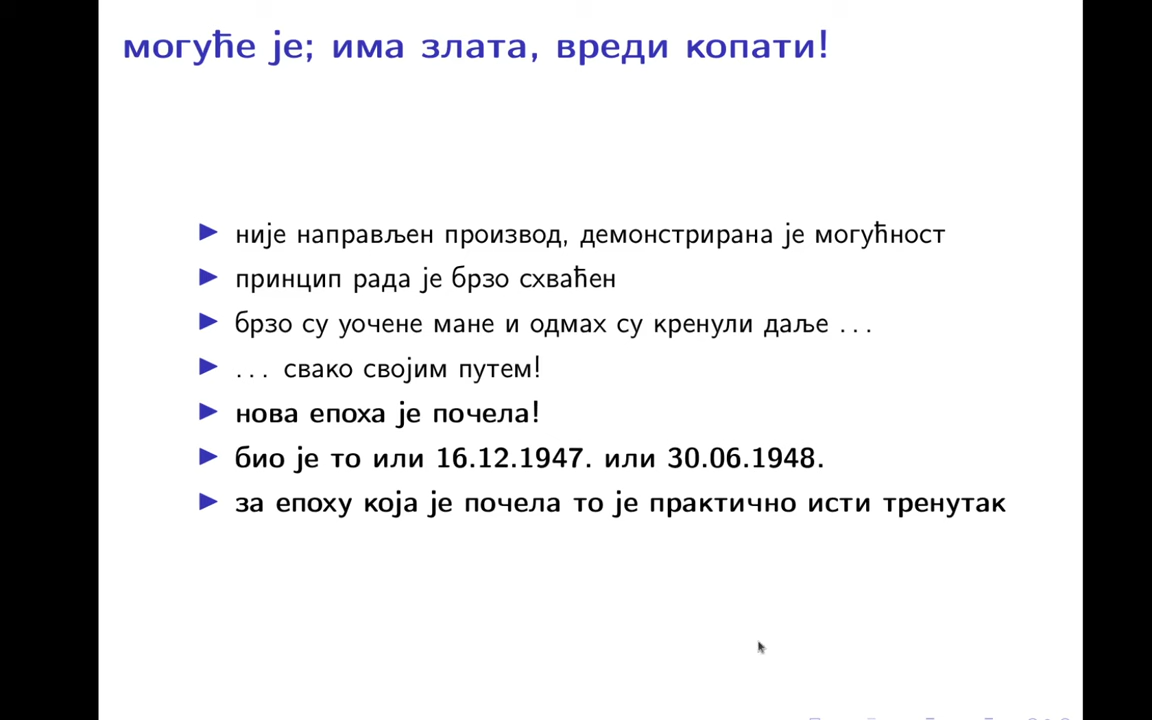 могуће је; има злата, вреди копати!
није направљен производ, демонстрирана је могућност
принцип рада је брзо схваћен
брзо су уочене мане и одмах су кренули даље . . .
. . . свако својим путем!
нова епоха је почела!
био је то или 16.12.1947. или 30.06.1948.
за епоху која је почела то је практично исти тренутак